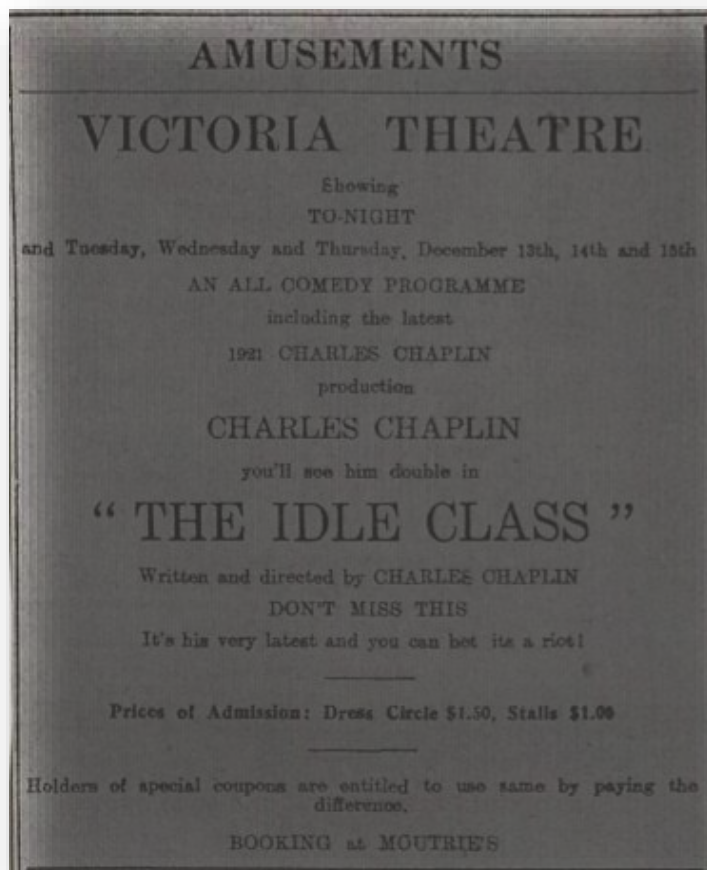 AMUSEMENTS
VICTORIA THEATRE
Showing
TO-NIGHT
and Tuesday, Wednesday and Thursday, December 13th, 14th and 15th
AN ALL COMEDY PROGRAMME
including the latest
1921 CHARLES CHAPLIN
production
CHARLES CHAPLIN
you'll see him double in
“ THE IDLE CLASS ”
Written and directed by CHARLES CHAPLIN
DON'T MISS THIS
It's his very latest and you can bet its a riot!
Prices of Admission: Dress Circle $1.50, Stalls $1.00
Holders of special coupons are entitled to use same by paying the
difference.
BOOKING at MOUTRIE'S